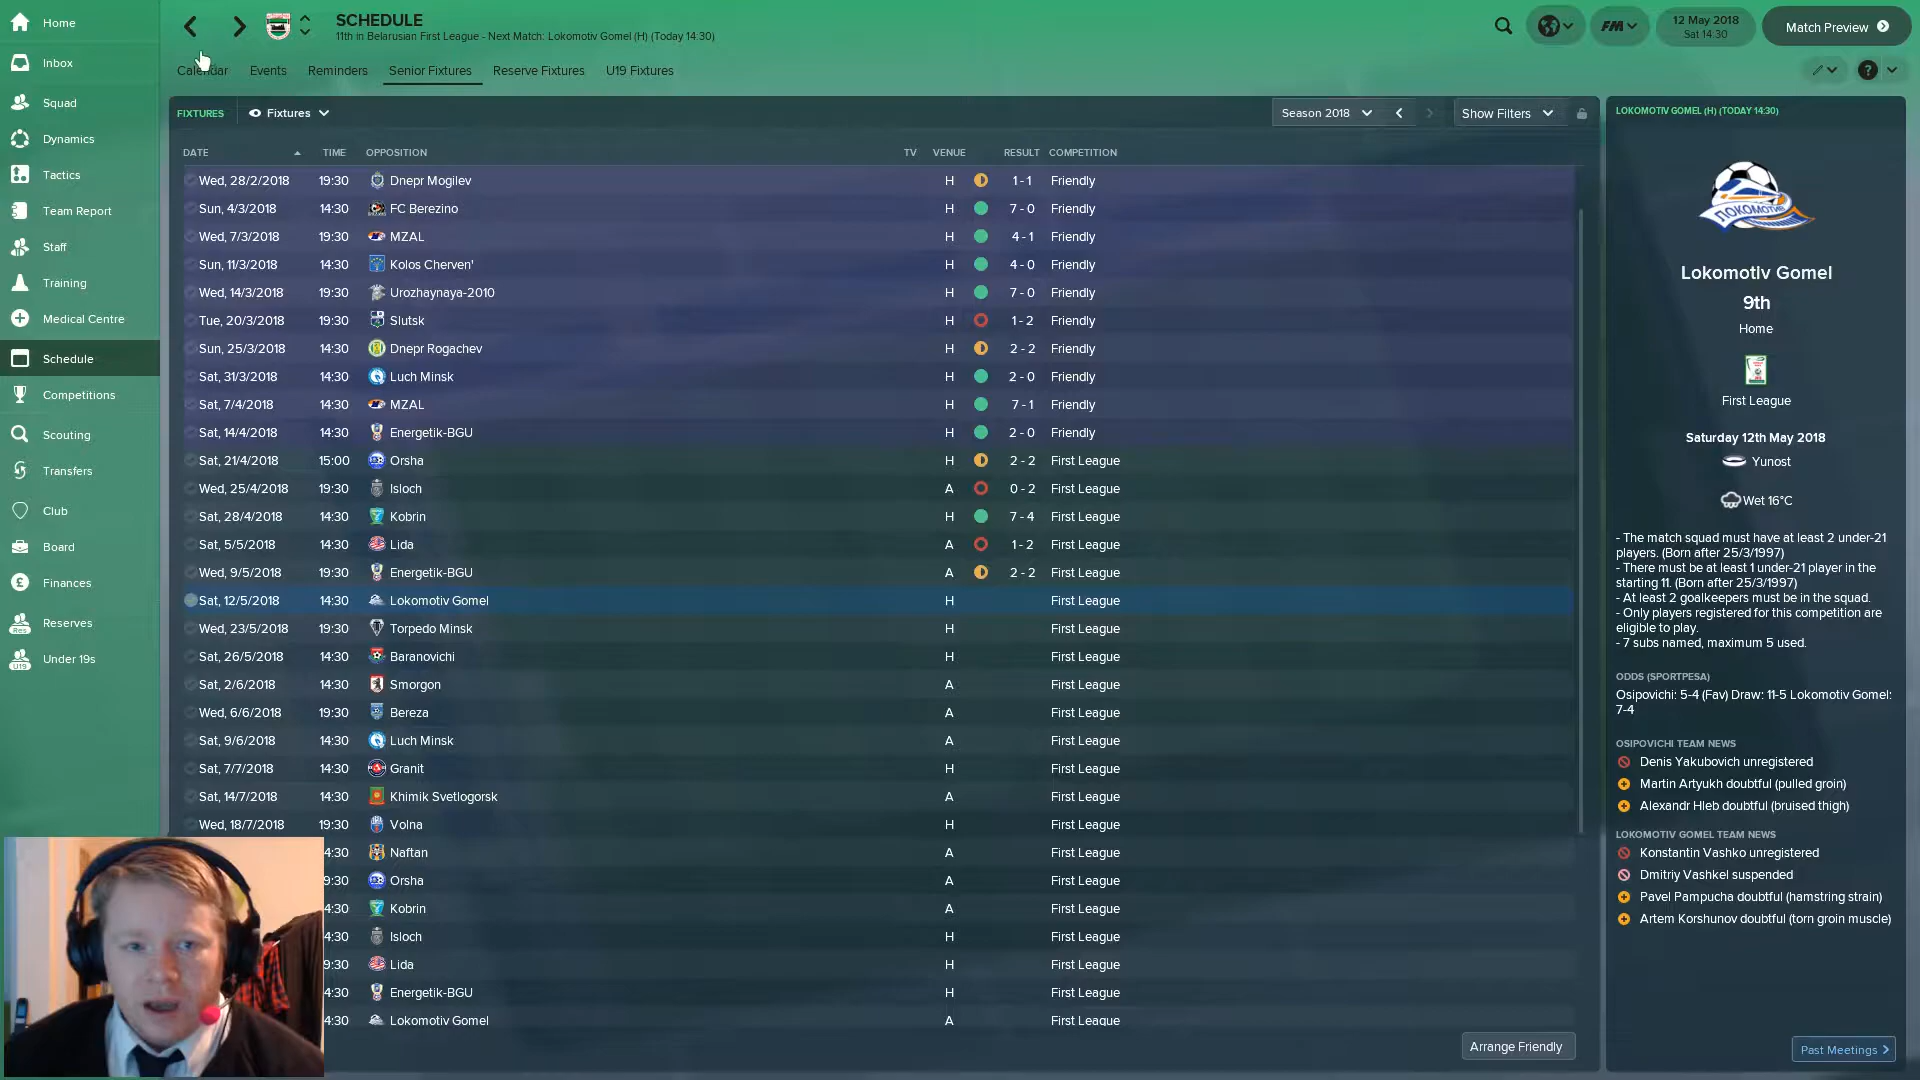 Home
Inbox
Squad
Dynamics
Tactics
Team Report
Staff
Training
Medical Centre
Schedule
Competitions
Scouting
Transfers
Club
Board
Finances
Res
Reserves
U19
Under 19s
SCHEDULE
11th in Belarusian First League - Next Match: Lokomotiv Gomel (H) (Today 14:30)
FM
12 May 2018
Sat 14:30
Match Preview
Calendar Events Reminders Senior Fixtures Reserve Fixtures U19 Fixtures
?
FIXTURES Fixtures Season 2018 Show Filters
DATE TIME OPPOSITION TV VENUE RESULT COMPETITION
Wed, 28/2/2018 19:30 Dnepr Mogilev H 1 - 1 Friendly
Sun, 4/3/2018 14:30 FC Berezino H 7 - 0 Friendly
Wed, 7/3/2018 19:30 MZAL H 4 - 1 Friendly
Sun, 11/3/2018 14:30 Kolos Cherven' H 4 - 0 Friendly
Wed, 14/3/2018 19:30 Urozhaynaya-2010 H 7 - 0 Friendly
Tue, 20/3/2018 19:30 Slutsk H 1 - 2 Friendly
Sun, 25/3/2018 14:30 Dnepr Rogachev H 2 - 2 Friendly
Sat, 31/3/2018 14:30 Luch Minsk H 2 - 0 Friendly
Sat, 7/4/2018 14:30 MZAL H 7 - 1 Friendly
Sat, 14/4/2018 14:30 Energetik-BGU H 2 - 0 Friendly
Sat, 21/4/2018 15:00 Orsha H 2 - 2 First League
Wed, 25/4/2018 19:30 Isloch A 0 - 2 First League
Sat, 28/4/2018 14:30 Kobrin H 7 - 4 First League
Sat, 5/5/2018 14:30 Lida A 1 - 2 First League
Wed, 9/5/2018 19:30 Energetik-BGU A 2 - 2 First League
Sat, 12/5/2018 14:30 Lokomotiv Gomel H First League
Wed, 23/5/2018 19:30 Torpedo Minsk H First League
Sat, 26/5/2018 14:30 Baranovichi H First League
Sat, 2/6/2018 14:30 Smorgon A First League
Wed, 6/6/2018 19:30 Bereza A First League
Sat, 9/6/2018 14:30 Luch Minsk A First League
Sat, 7/7/2018 14:30 Granit H First League
Sat, 14/7/2018 14:30 Khimik Svetlogorsk A First League
Wed, 18/7/2018 19:30 Volna H First League
4:30 Naftan A First League
9:30 Orsha A First League
4:30 Kobrin A First League
4:30 Isloch H First League
9:30 Lida H First League
4:30 Energetik-BGU H First League
4:30 Lokomotiv Gomel A First League
Arrange Friendly
LOKOMOTIV GOMEL (H) (TODAY 14:30)
ЛОКОМОТИВ
Lokomotiv Gomel
9th
Home
First League
Saturday 12th May 2018
Yunost
Wet 16°C
- The match squad must have at least 2 under-21
players. (Born after 25/3/1997)
- There must be at least 1 under-21 player in the
starting 11. (Born after 25/3/1997)
- At least 2 goalkeepers must be in the squad.
- Only players registered for this competition are
eligible to play.
- 7 subs named, maximum 5 used.
ODDS (SPORTPESA)
Osipovichi: 5-4 (Fav) Draw: 11-5 Lokomotiv Gomel:
7-4
OSIPOVICHI TEAM NEWS
Denis Yakubovich unregistered
Martin Artyukh doubtful (pulled groin)
Alexandr Hleb doubtful (bruised thigh)
LOKOMOTIV GOMEL TEAM NEWS
Konstantin Vashko unregistered
Dmitriy Vashkel suspended
Pavel Pampucha doubtful (hamstring strain)
Artem Korshunov doubtful (torn groin muscle)
Past Meetings